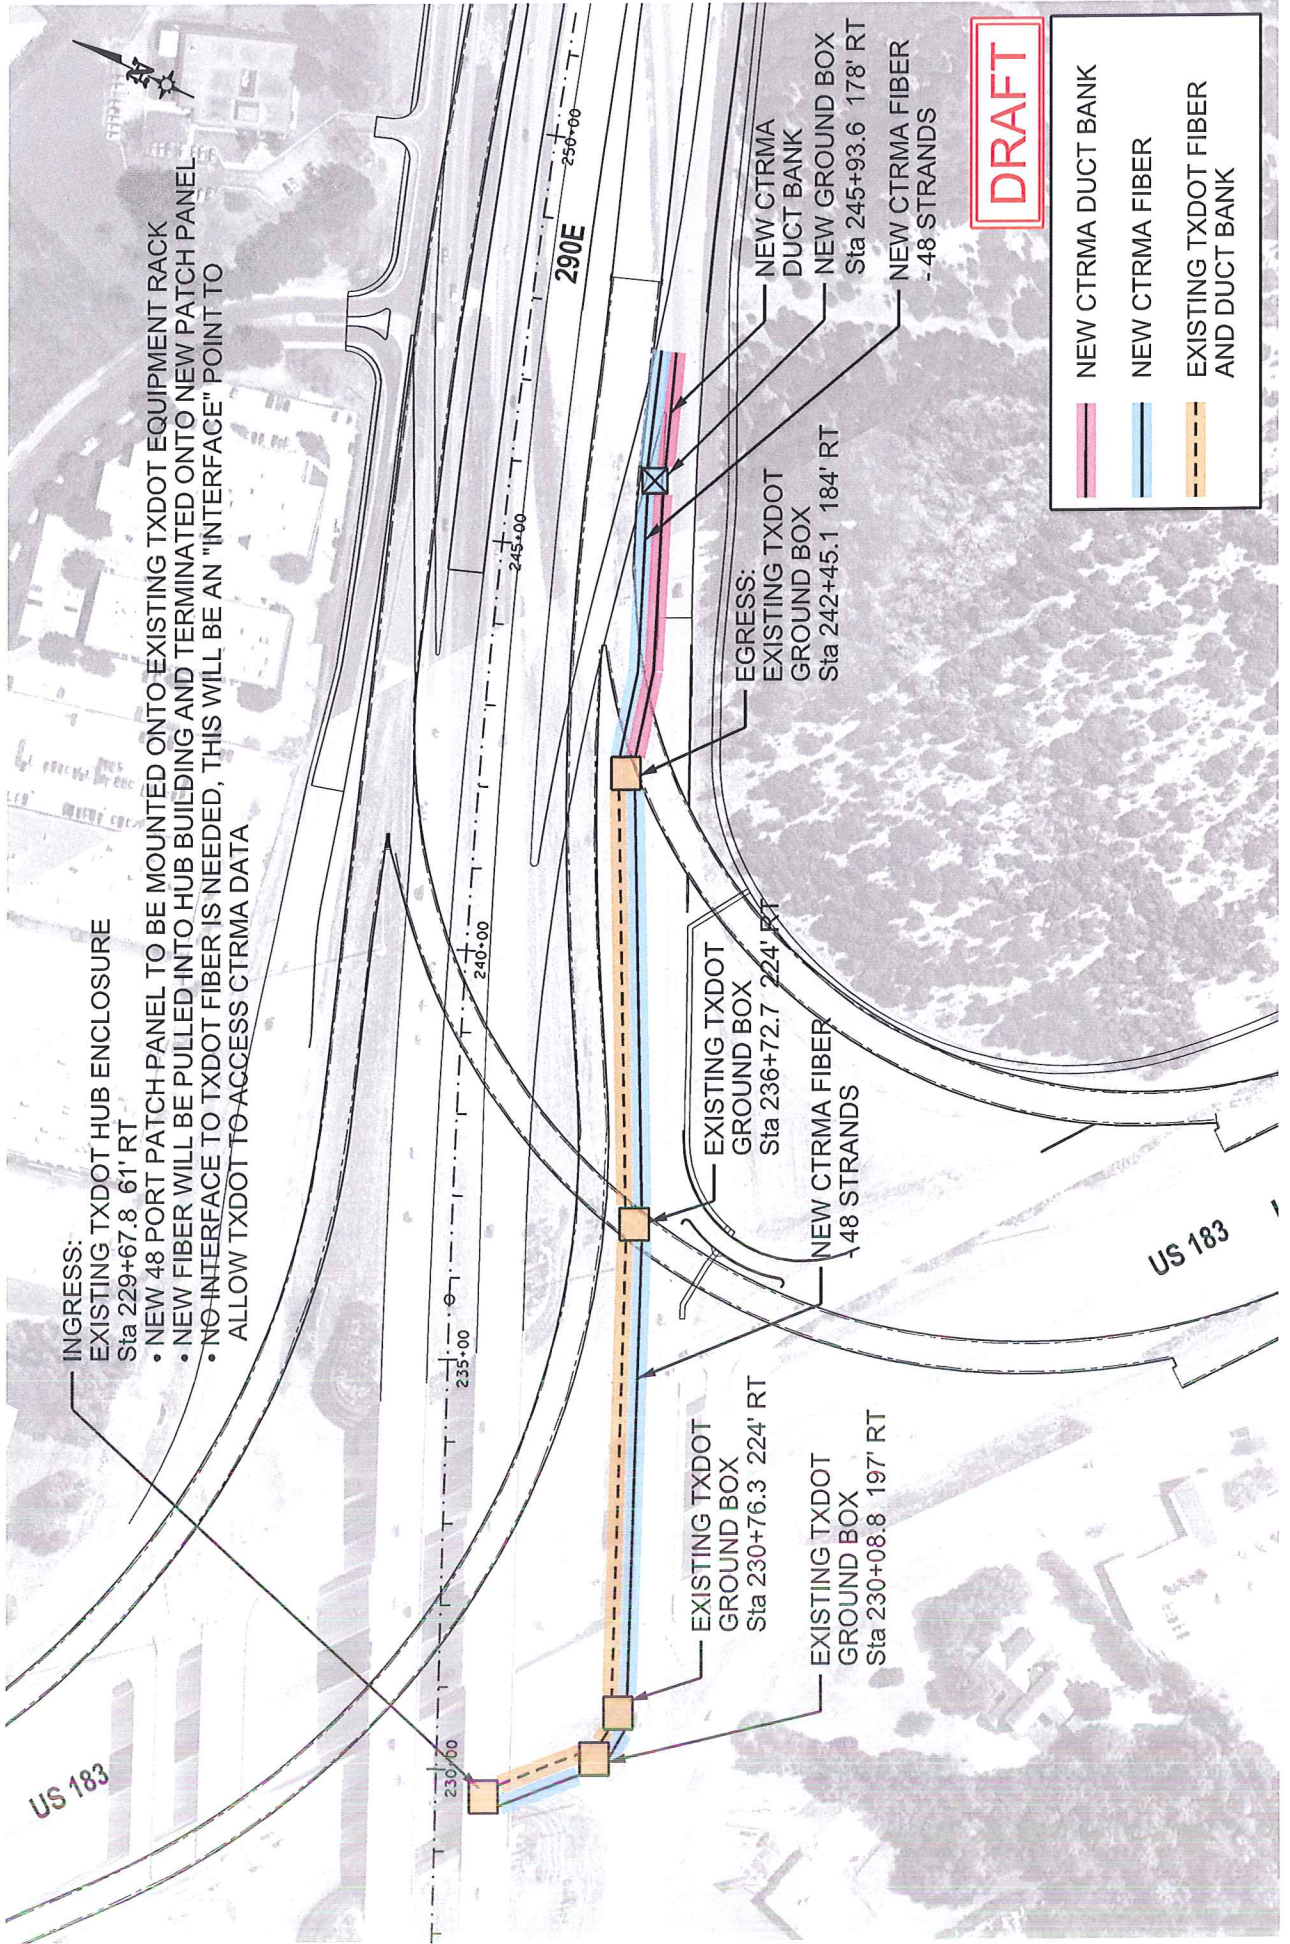 INGRESS:
EXISTING TXDOT HUB ENCLOSURE
Sta 229+67.8 61' RT
• NEW 48 PORT PATCH PANEL TO BE MOUNTED ONTO EXISTING TXDOT EQUIPMENT RACK
• NEW FIBER WILL BE PULLED INTO HUB BUILDING AND TERMINATED ONTO NEW PATCH PANEL
• NO INTERFACE TO TXDOT FIBER IS NEEDED, THIS WILL BE AN "INTERFACE" POINT TO
ALLOW TXDOT TO ACCESS CTRMA DATA
N
US 183
230+00
235+00
240+00
245+00
250+00
290E
EXISTING TXDOT
GROUND BOX
Sta 230+76.3 224' RT
EXISTING TXDOT
GROUND BOX
Sta 230+08.8 197' RT
EXISTING TXDOT
GROUND BOX
Sta 236+72.7 224' RT
NEW CTRMA FIBER
- 48 STRANDS
EGRESS:
EXISTING TXDOT
GROUND BOX
Sta 242+45.1 184' RT
NEW CTRMA
DUCT BANK
NEW GROUND BOX
Sta 245+93.6 178' RT
NEW CTRMA FIBER
- 48 STRANDS
US 183
DRAFT
NEW CTRMA DUCT BANK
NEW CTRMA FIBER
EXISTING TXDOT FIBER
AND DUCT BANK